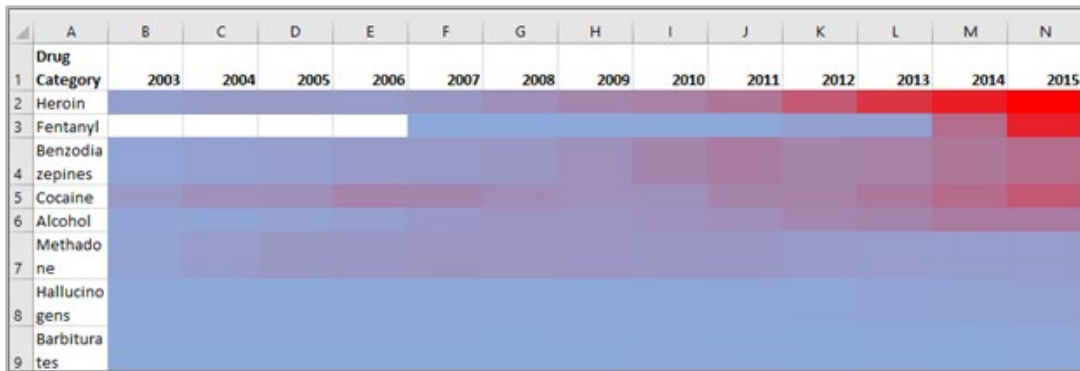 A B C D E F G H I J K L M N
Drug
1 Category 2003 2004 2005 2006 2007 2008 2009 2010 2011 2012 2013 2014 2015
2 Heroin
3 Fentanyl
Benzodia
4 zepines
5 Cocaine
6 Alcohol
Methado
7 ne
Hallucino
8 gens
Barbitura
9 tes